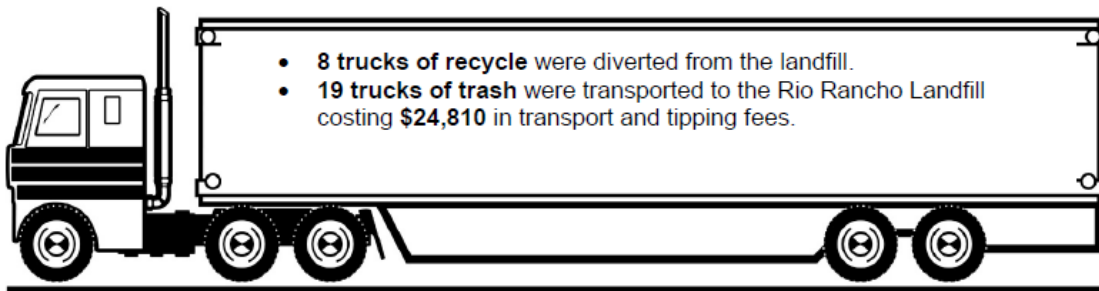 • 8 trucks of recycle were diverted from the landfill.
• 19 trucks of trash were transported to the Rio Rancho Landfill
costing $24,810 in transport and tipping fees.